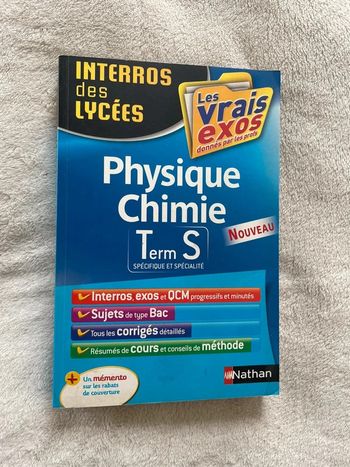 INTERROS
des
LYCÉES
Les
vrais
exos
donnés par les profs
Physique
Chimie
Term S
SPÉCIFIQUE ET SPÉCIALITÉ
NOUVEAU
Interros, exos et QCM progressifs et minutés
Sujets de type Bac
Tous les corrigés détaillés
Résumés de cours et conseils de méthode
+ Un mémento
sur les rabats
de couverture
Nathan